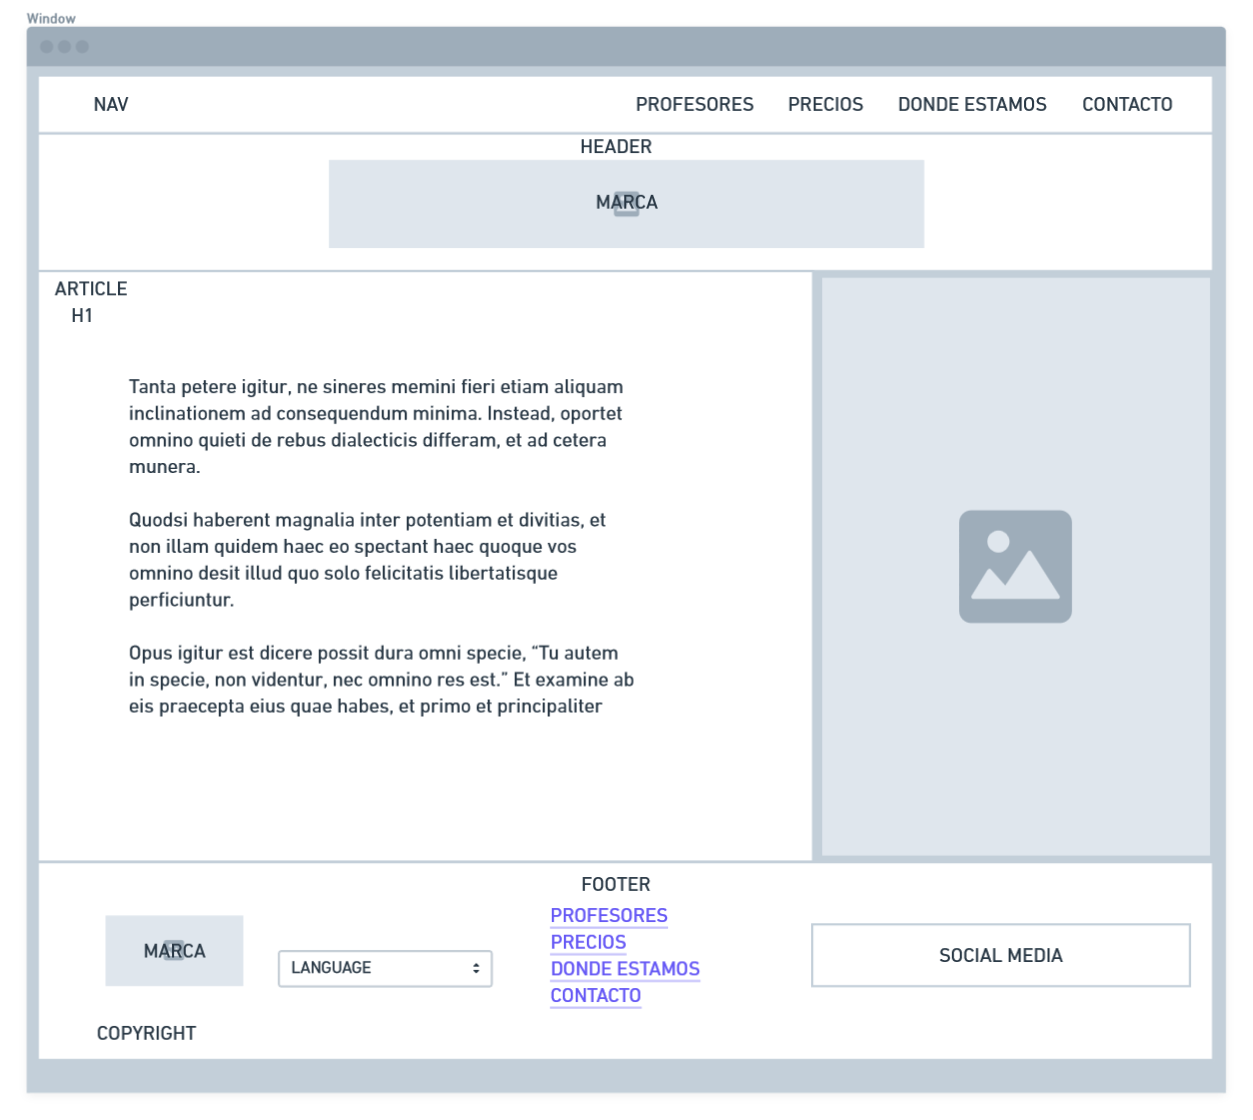 Window
NAV
PROFESORES
PRECIOS
DONDE ESTAMOS
CONTACTO
HEADER
MARCA
ARTICLE
H1
Tanta petere igitur, ne sineres memini fieri etiam aliquam
inclinationem ad consequendum minima. Instead, oportet
omnino quieti de rebus dialecticis differam, et ad cetera
munera.
Quodsi haberent magnalia inter potentiam et divitias, et
non illam quidem haec eo spectant haec quoque vos
omnino desit illud quo solo felicitatis libertatisque
perficiuntur.
Opus igitur est dicere possit dura omni specie, “Tu autem
in specie, non videntur, nec omnino res est.” Et examine ab
eis praecepta eius quae habes, et primo et principaliter
FOOTER
MARCA
LANGUAGE
PROFESORES
PRECIOS
DONDE ESTAMOS
CONTACTO
SOCIAL MEDIA
COPYRIGHT